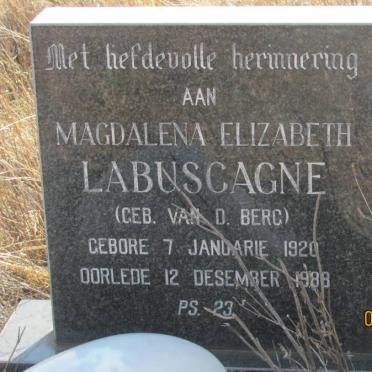 Met liefdevolle herinnering
AAN
MAGDALENA ELIZABETH
LABUSCAGNE
(GEB. VAN D. BERG)
GEBORE 7 JANUARIE 1920
OORLEDE 12 DESEMBER 1988
PS. 23
0